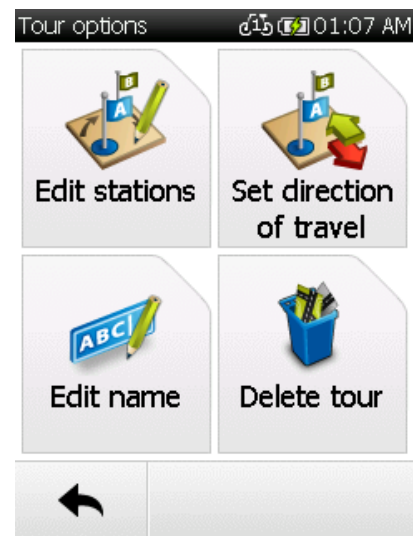 Tour options 01:07 AM
B
A
Edit stations
B
A
Set direction
of travel
ABC
Edit name
Delete tour